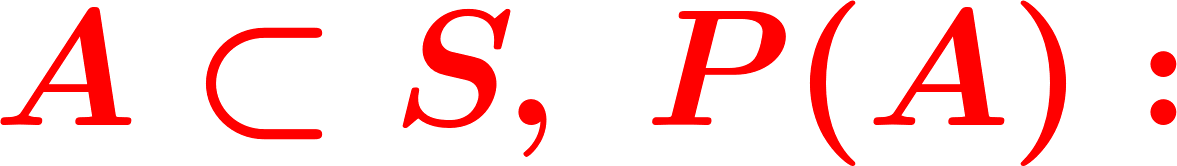 A ⊂ S, P(A) :